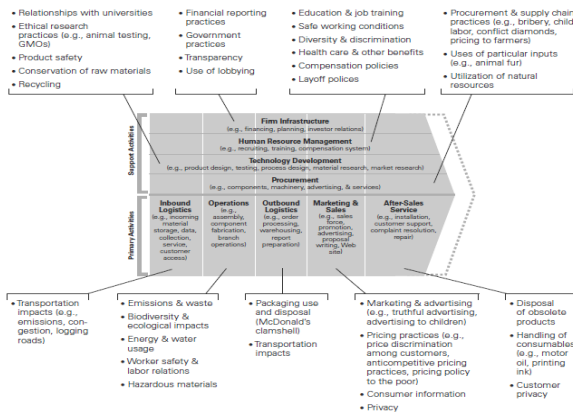 • Relationships with universities
• Ethical research
practices (e.g., animal testing,
GMOs)
• Product safety
• Conservation of raw materials
• Recycling
• Financial reporting
practices
• Government
practices
• Transparency
• Use of lobbying
• Education & job training
• Safe working conditions
• Diversity & discrimination
• Health care & other benefits
• Compensation policies
• Layoff polices
• Procurement & supply chain
practices (e.g., bribery, child
labor, conflict diamonds,
pricing to farmers)
• Uses of particular inputs
(e.g., animal fur)
• Utilization of natural
resources
Support Activities
Firm Infrastructure
(e.g., financing, planning, investor relations)
Human Resource Management
(e.g., recruiting, training, compensation system)
Technology Development
(e.g., product design, testing, process design, material research, market research)
Procurement
(e.g., components, machinery, advertising, & services)
Primary Activities
Inbound
Logistics
(e.g., incoming
material
storage, data,
collection,
service,
customer
access)
Operations
(e.g.,
assembly,
component
fabrication,
branch
operations)
Outbound
Logistics
(e.g., order
processing,
warehousing,
report
preparation)
Marketing &
Sales
(e.g., sales
force,
promotion,
advertising,
proposal
writing, Web
site)
After-Sales
Service
(e.g., installation,
customer support,
complaint resolution,
repair)
• Transportation
impacts (e.g.,
emissions, con-
gestion, logging
roads)
• Emissions & waste
• Biodiversity &
ecological impacts
• Energy & water
usage
• Worker safety &
labor relations
• Hazardous materials
• Packaging use
and disposal
(McDonald's
clamshell)
• Transportation
impacts
• Marketing & advertising
(e.g., truthful advertising,
advertising to children)
• Pricing practices (e.g.,
price discrimination
among customers,
anticompetitive pricing
practices, pricing policy
to the poor)
• Consumer information
• Privacy
• Disposal
of obsolete
products
• Handling of
consumables
(e.g., motor
oil, printing
ink)
• Customer
privacy